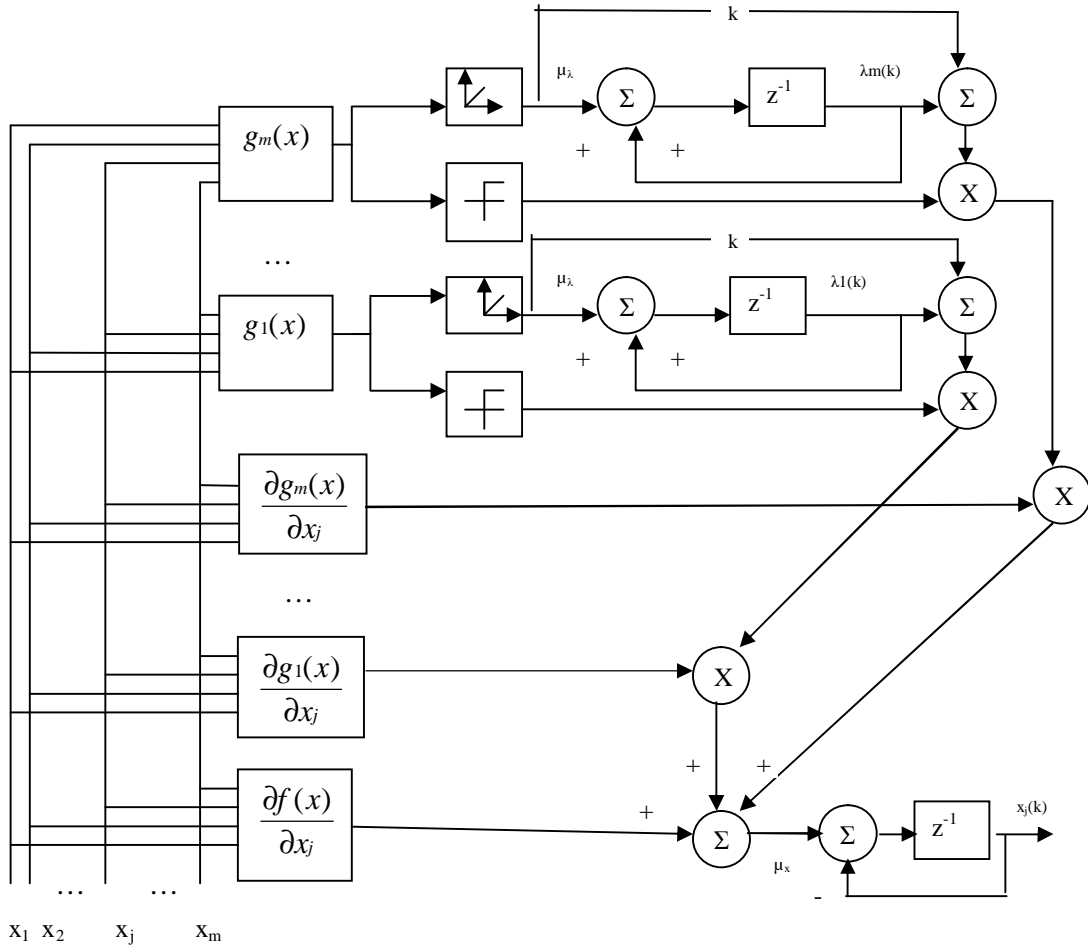 k
μλ
λm(k)
gm(x)
Σ
z-1
Σ
+
+
X
…
k
μλ
λ1(k)
g1(x)
Σ
z-1
Σ
+
+
X
∂gm(x)
∂xj
X
…
∂g1(x)
∂xj
X
+
+
∂f(x)
∂xj
+
Σ
Σ
z-1
xj(k)
μx
-
…
…
x1 x2 xj xm